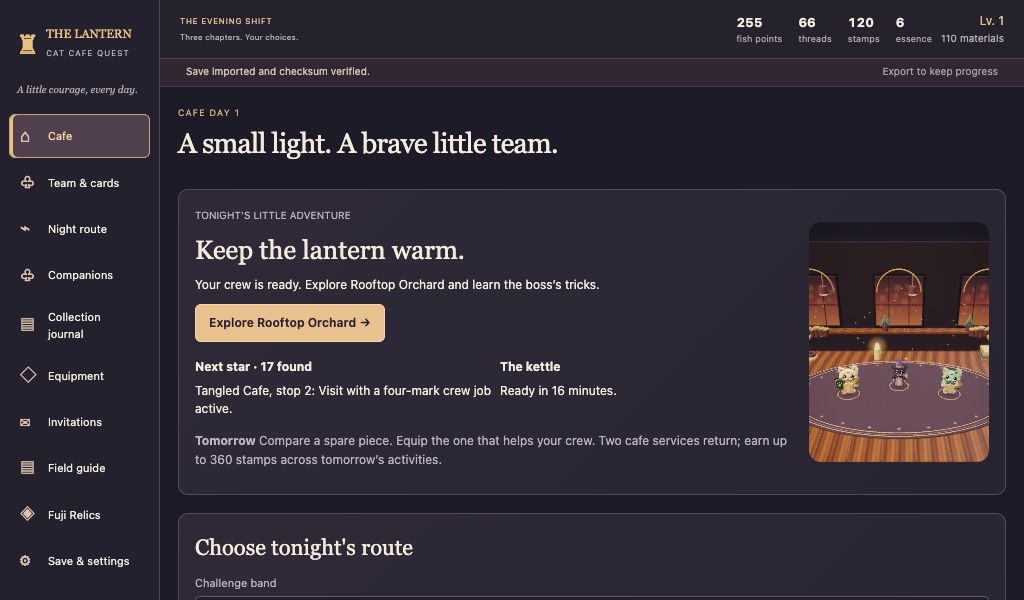 THE LANTERN
CAT CAFE QUEST
A little courage, every day.
Cafe
Team & cards
Night route
Companions
Collection
journal
Equipment
Invitations
Field guide
Fuji Relics
Save & settings
THE EVENING SHIFT
Three chapters. Your choices.
255
fish points
66
threads
120
stamps
6
essence
Lv. 1
110 materials
Save imported and checksum verified.
Export to keep progress
CAFE DAY 1
A small light. A brave little team.
TONIGHT'S LITTLE ADVENTURE
Keep the lantern warm.
Your crew is ready. Explore Rooftop Orchard and learn the boss’s tricks.
Explore Rooftop Orchard →
Next star · 17 found
Tangled Cafe, stop 2: Visit with a four-mark crew job
active.
The kettle
Ready in 16 minutes.
Tomorrow Compare a spare piece. Equip the one that helps your crew. Two cafe services return; earn up
to 360 stamps across tomorrow’s activities.
Choose tonight's route
Challenge band